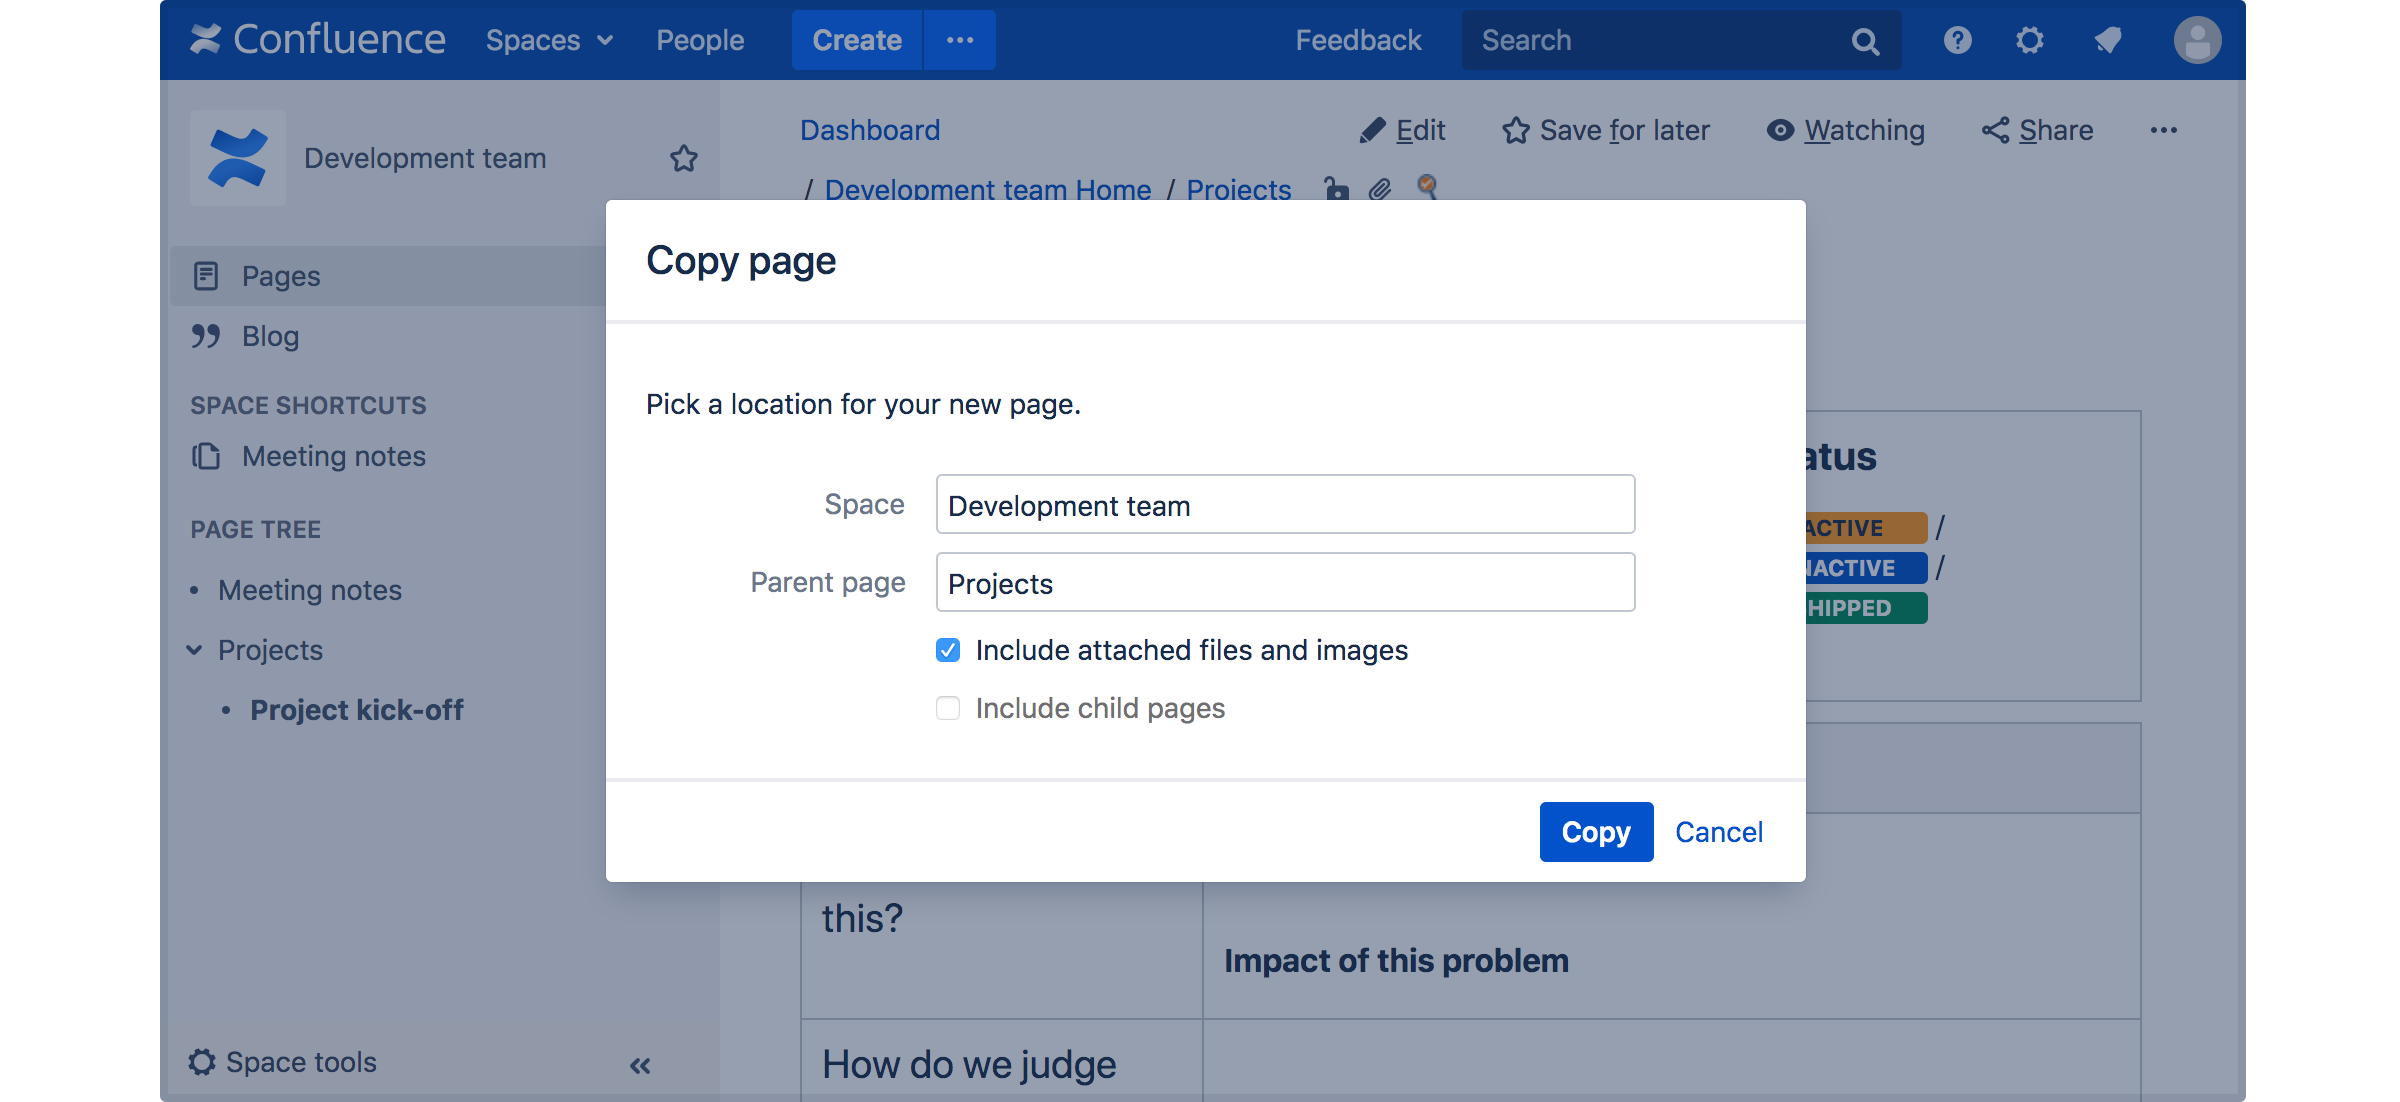 Confluence Spaces People Create Feedback Search
Development team
Dashboard Edit Save for later Watching Share
/ Development team Home / Projects
Pages
Blog
SPACE SHORTCUTS
Meeting notes
PAGE TREE
Meeting notes
Projects
Project kick-off
Space tools
Copy page
Pick a location for your new page.
Space Development team
Parent page Projects
Include attached files and images
Include child pages
Copy Cancel
atus
ACTIVE /
NACTIVE /
HIPPED
this?
Impact of this problem
How do we judge